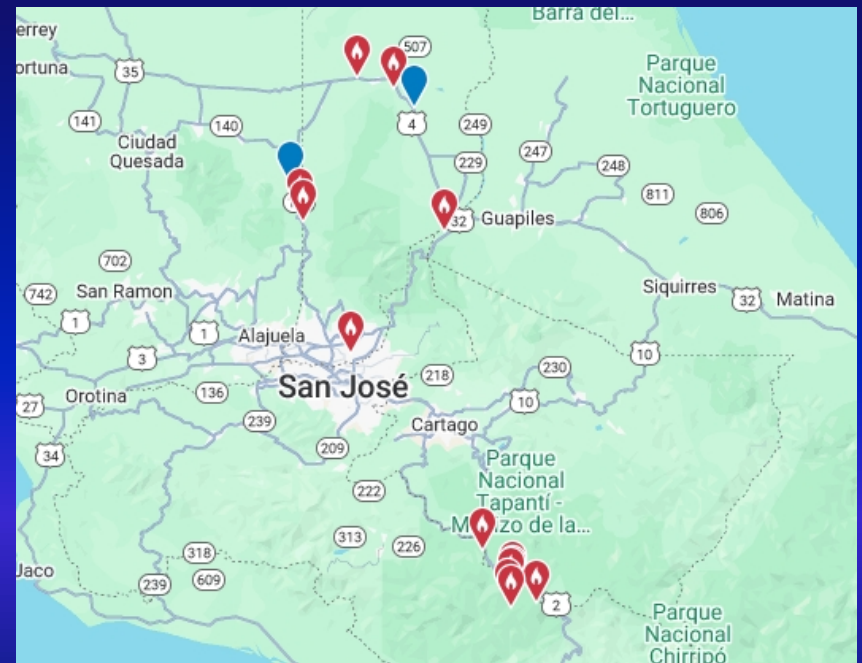 Barra del...
errey
507
ortuna
35
Parque
Nacional
Tortuguero
141
140
4
249
Ciudad
Quesada
247
229
248
811
806
32
Guapiles
702
742
San Ramon
Siquirres
32
Matina
1
1
Alajuela
3
10
San José
218
230
27
Orotina
136
10
239
Cartago
34
209
Parque
Nacional
Tapantí -
zo de la...
222
313
226
318
Jaco
239
609
2
Parque
Nacional
Chirripó